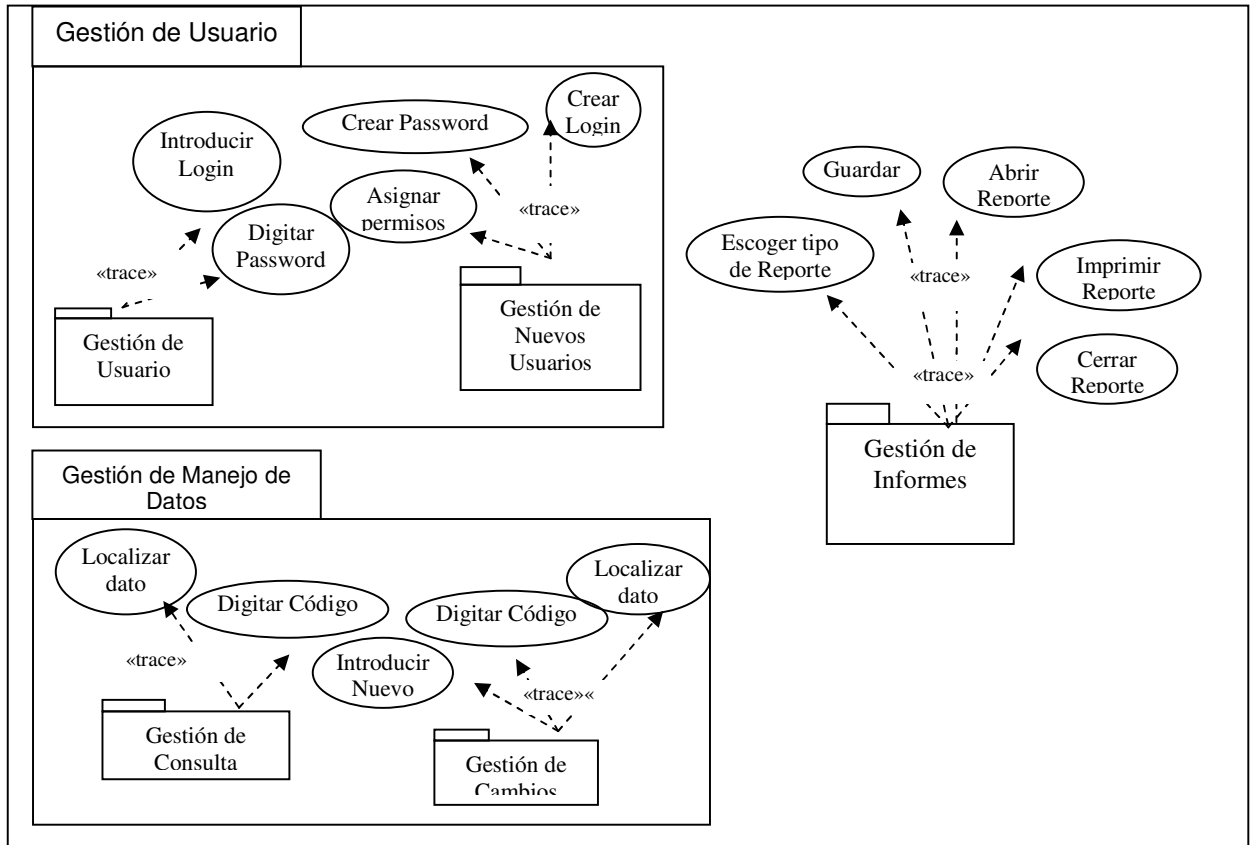 Gestión de Usuario
Introducir
Login
Crear Password
Crear
Login
Digitar
Password
Asignar
permisos
«trace»
«trace»
Gestión de
Usuario
Gestión de
Nuevos
Usuarios
Guardar
Abrir
Reporte
Escoger tipo
de Reporte
«trace»
Imprimir
Reporte
«trace»
Cerrar
Reporte
Gestión de
Informes
Gestión de Manejo de
Datos
Localizar
dato
Digitar Código
Digitar Código
Localizar
dato
«trace»
Introducir
Nuevo
«trace»«
Gestión de
Consulta
Gestión de
Cambios